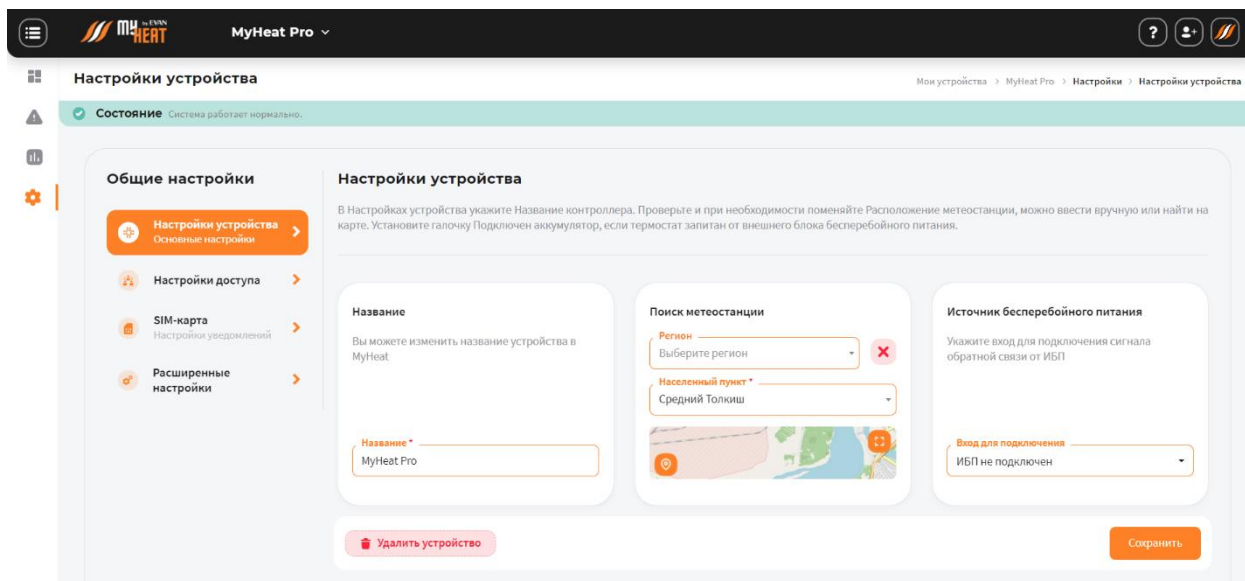 MY HEAT by EVAN
MyHeat Pro
?
Настройки устройства
Мои устройства > MyHeat Pro > Настройки > Настройки устройства
Состояние Система работает нормально.
Общие настройки
Настройки устройства
Основные настройки
Настройки доступа
SIM-карта
Настройки уведомлений
Расширенные
настройки
Настройки устройства
В Настройках устройства укажите Название контроллера. Проверьте и при необходимости поменяйте Расположение метеостанции, можно ввести вручную или найти на
карте. Установите галочку Подключен аккумулятор, если термостат запитан от внешнего блока бесперебойного питания.
Название
Вы можете изменить название устройства в
MyHeat
Название *
MyHeat Pro
Поиск метеостанции
Регион
Выберите регион
Населенный пункт *
Средний Толкиш
Источник бесперебойного питания
Укажите вход для подключения сигнала
обратной связи от ИБП
Вход для подключения
ИБП не подключен
Удалить устройство
Сохранить